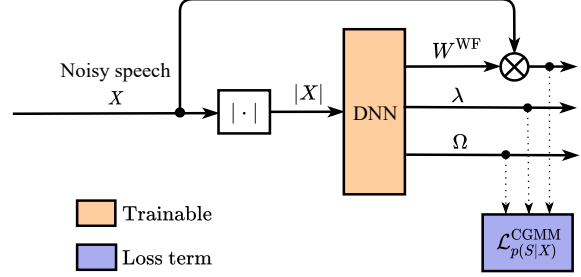 Noisy speech
X
| · |
|X|
DNN
W^WF
λ
Ω
Trainable
Loss term
ℒ^CGMM_p(S|X)